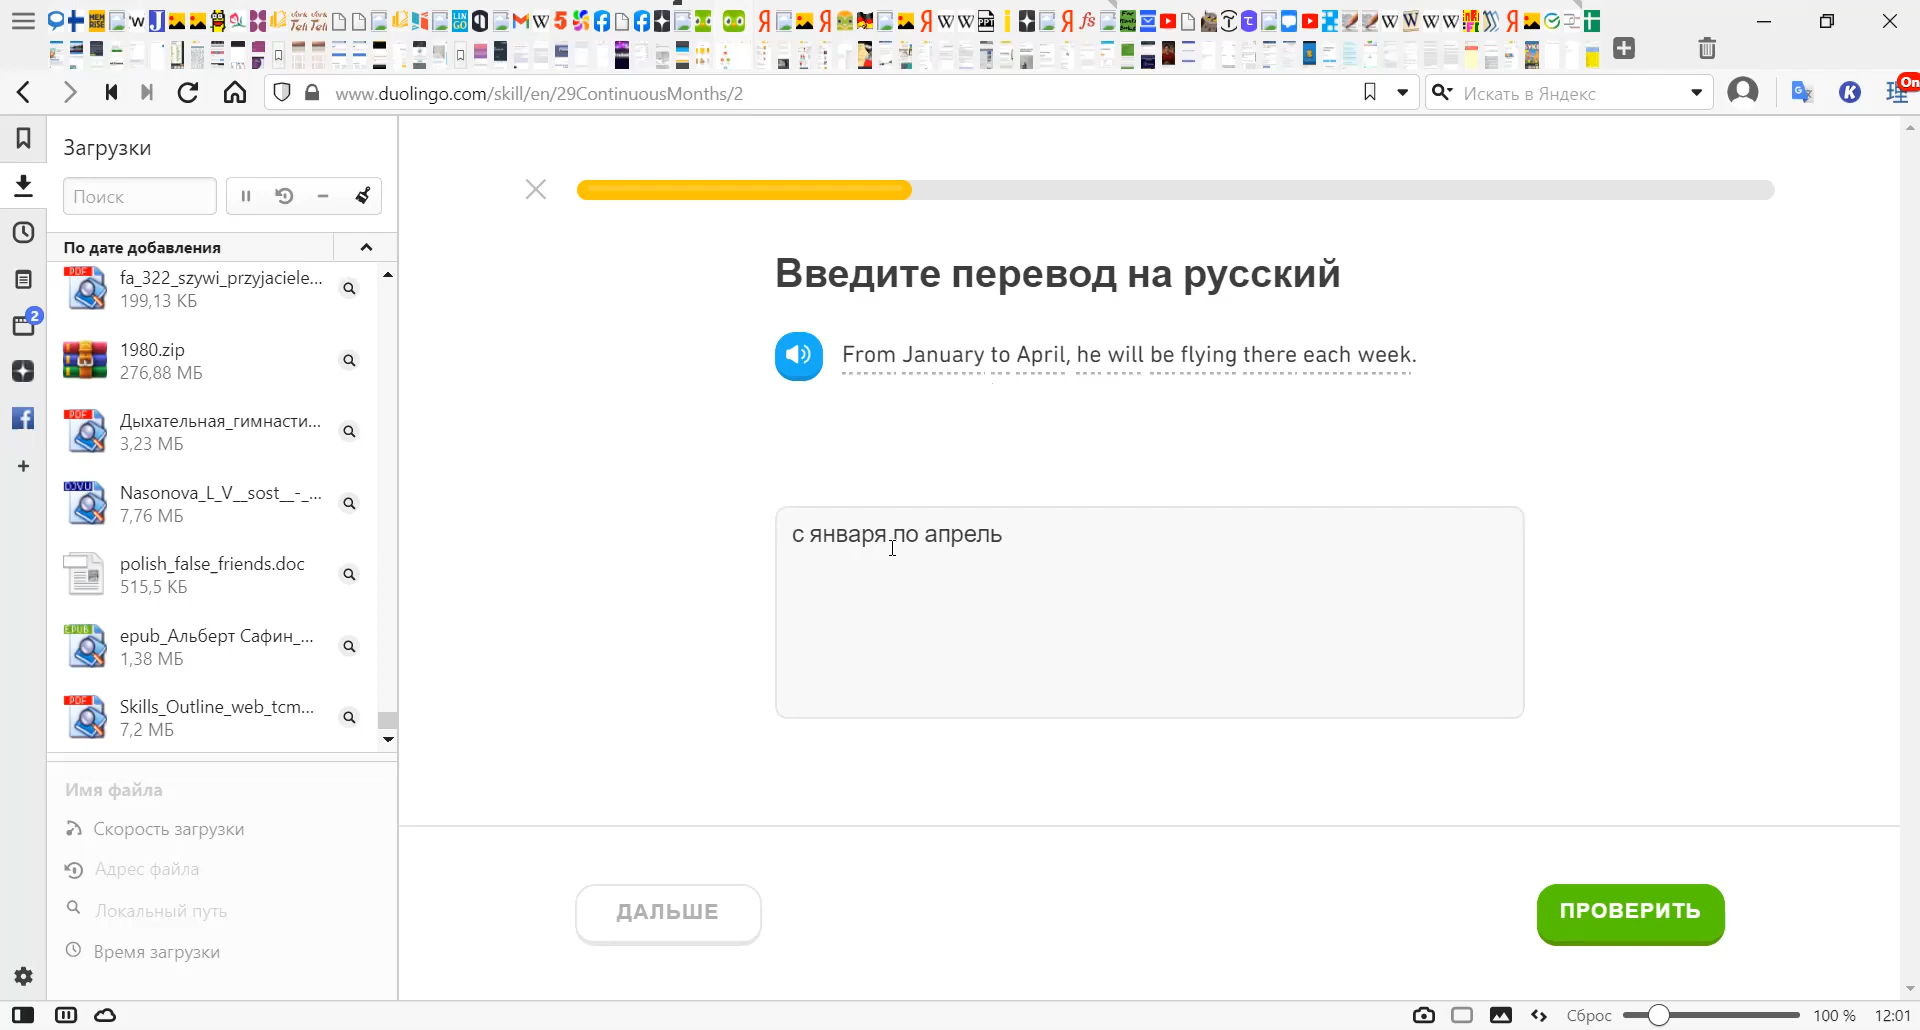 www.duolingo.com/skill/en/29ContinuousMonths/2
Искать в Яндекс
On
Загрузки
Поиск
По дате добавления
fa_322_szywi_przyjaciele...
199,13 КБ
1980.zip
276,88 МБ
Дыхательная_гимнасти...
3,23 МБ
Nasonova_L_V__sost__-_...
7,76 МБ
polish_false_friends.doc
515,5 КБ
epub_Альберт Сафин_...
1,38 МБ
Skills_Outline_web_tcm...
7,2 МБ
2
Имя файла
Скорость загрузки
Адрес файла
Локальный путь
Время загрузки
Введите перевод на русский
From January to April, he will be flying there each week.
с января по апрель
ДАЛЬШЕ
ПРОВЕРИТЬ
Сброс
100 %
12:01